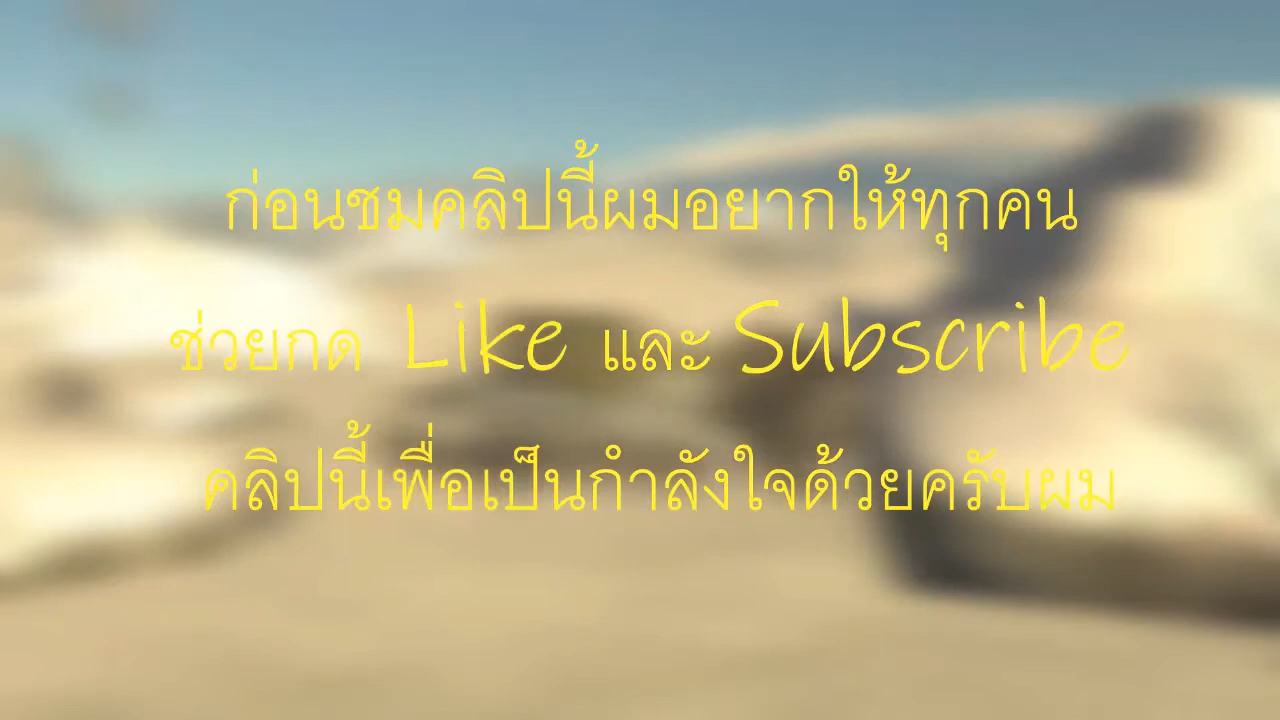 ก่อนชมคลิปนี้ผมอยากให้ทุกคน
ช่วยกด Like และ Subscribe
คลิปนี้เพื่อเป็นกำลังใจด้วยครับผม